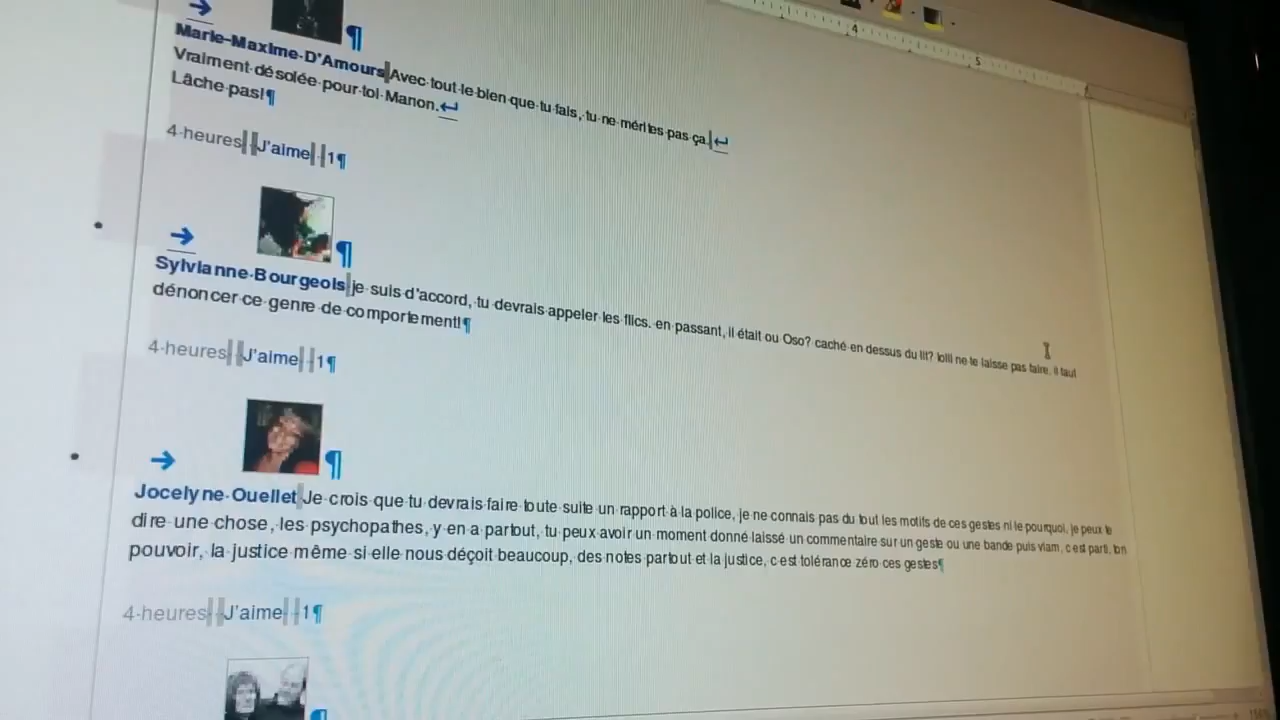 4
5
Marie-Maxime D'Amours Avec tout le bien que tu fais, tu ne mérites pas ça.
Vraiment désolée pour toi Manon.
Lâche pas!¶
4 heures J'aime 1¶
Sylvianne Bourgeois je suis d'accord, tu devrais appeler les flics. en passant, il était ou Oso? caché en dessus du lit? lolll ne te laisse pas faire, il faut
dénoncer ce genre de comportement!¶
4 heures J'aime 1¶
Jocelyne Ouellet Je crois que tu devrais faire toute suite un rapport à la police, je ne connais pas du tout les motifs de ces gestes ni le pourquoi, je peux te
dire une chose, les psychopathes, y en a partout, tu peux avoir un moment donné laissé un commentaire sur un geste ou une bande puis vlam, c'est parti, ton
pouvoir, la justice même si elle nous déçoit beaucoup, des notes partout et la justice, c'est tolérance zéro ces gestes¶
4 heures J'aime 1¶